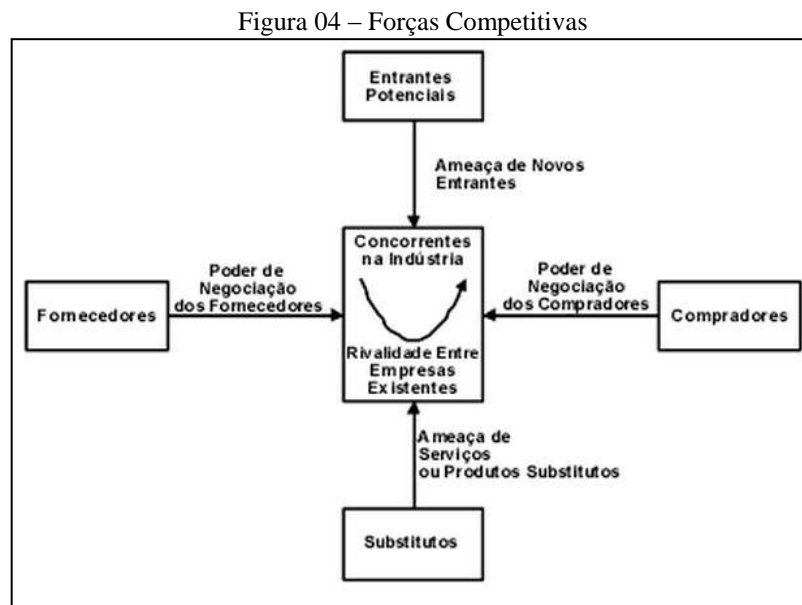 Figura 04 – Forças Competitivas
Entrantes
Potenciais
Ameaça de Novos
Entrantes
Concorrentes
na Indústria
Poder de
Negociação
dos Fornecedores
Poder de
Negociação
dos Compradores
Fornecedores
Compradores
Rivalidade Entre
Empresas
Existentes
Ameaça de
Serviços
ou Produtos Substitutos
Substitutos